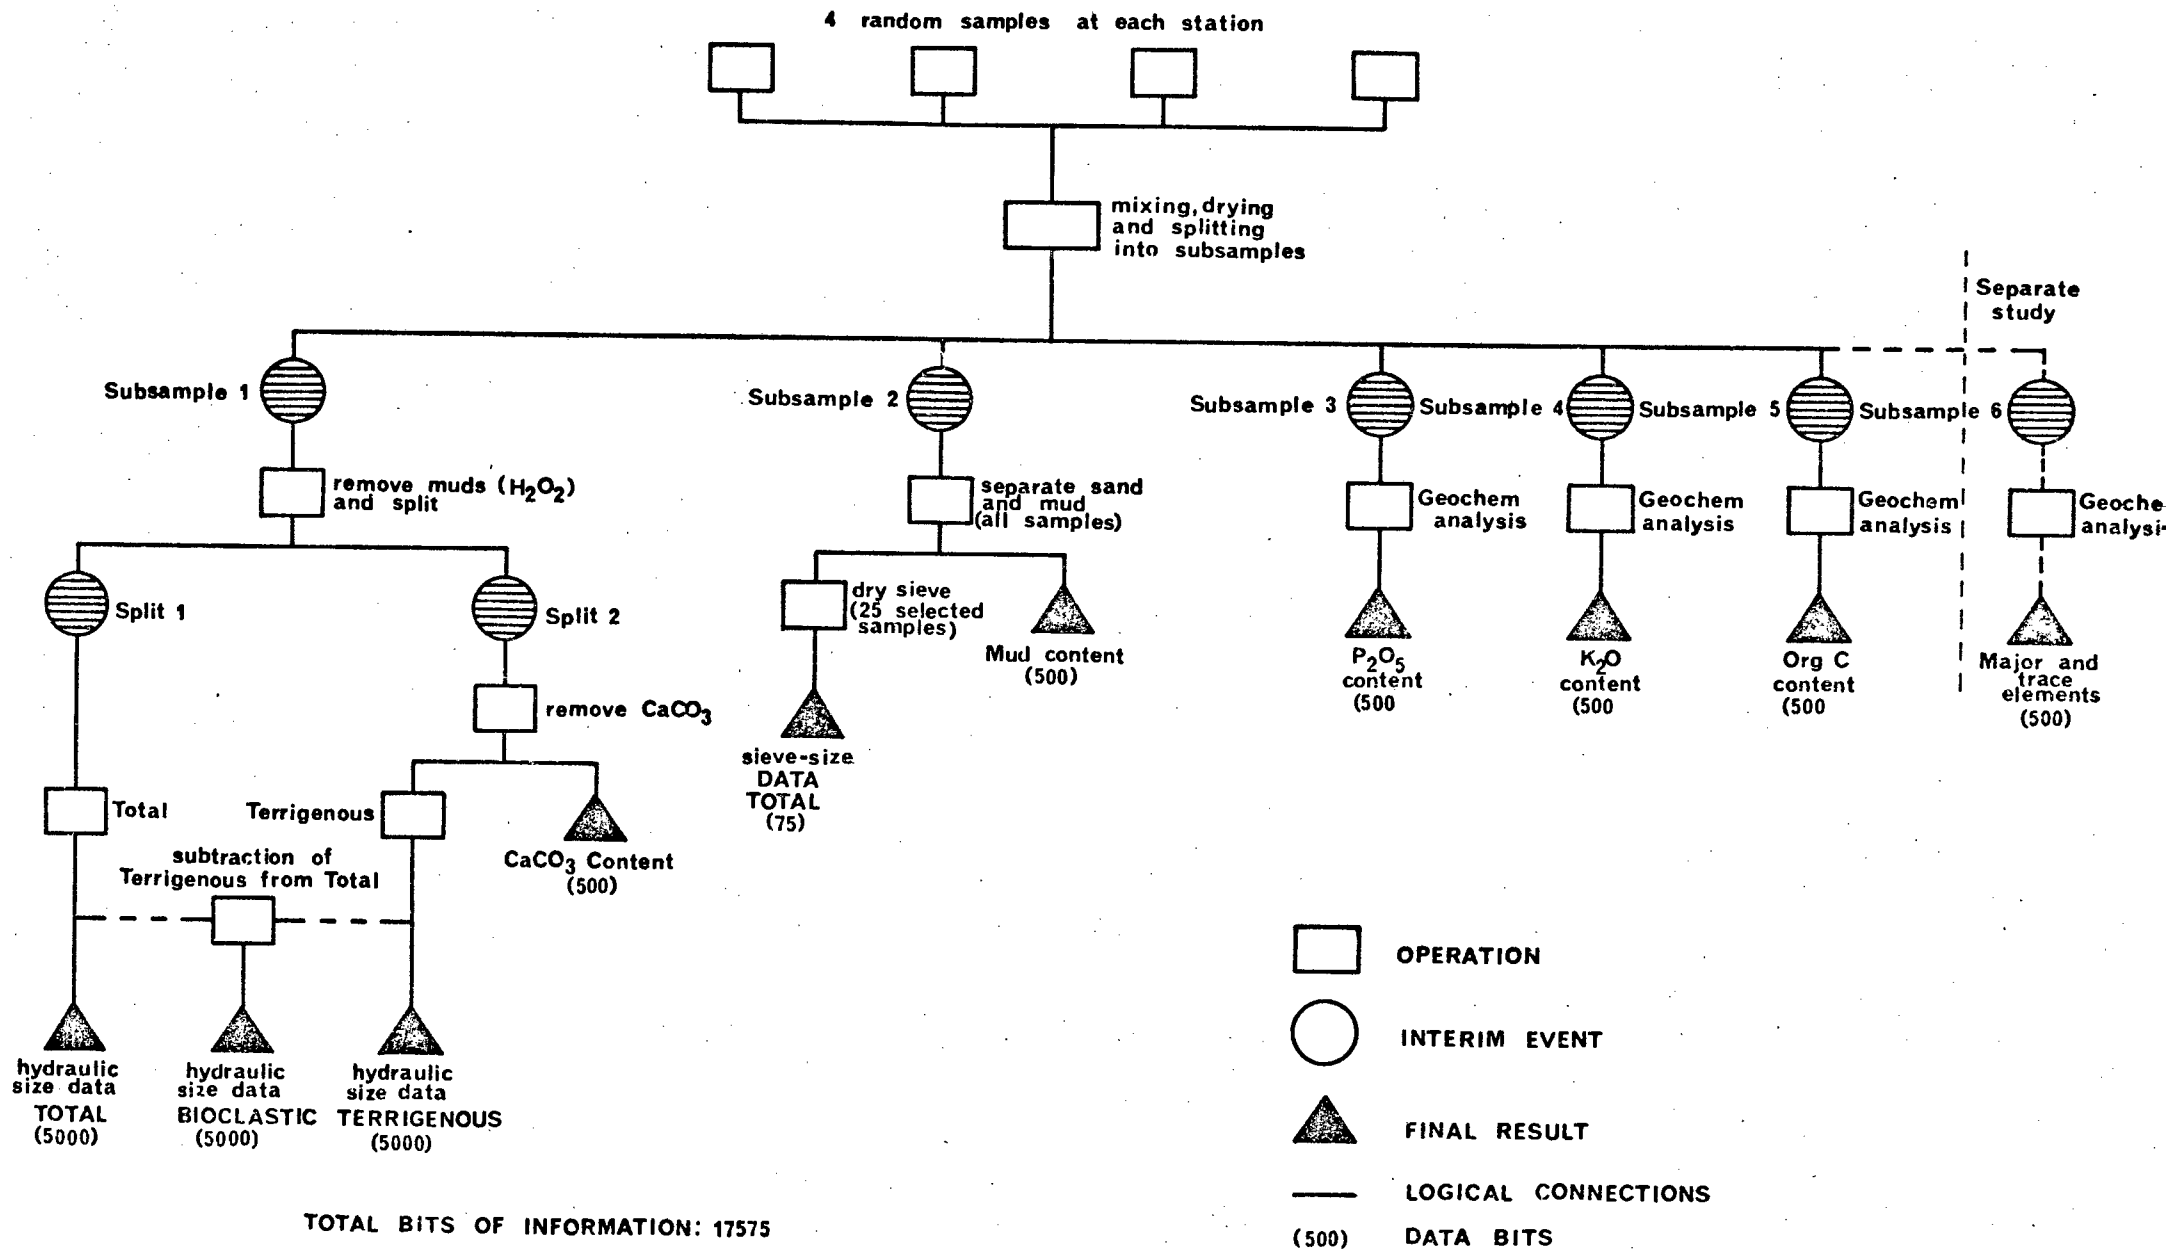 4 random samples at each station
mixing, drying
and splitting
into subsamples
Separate
study
Subsample 1
Subsample 2
Subsample 3
Subsample 4
Subsample 5
Subsample 6
remove muds (H2O2)
and split
separate sand
and mud
(all samples)
Geochem
analysis
Geochem
analysis
Geochem
analysis
Geoche
analysi
Split 1
Split 2
dry sieve
(25 selected
samples)
Mud content
(500)
P2O5
content
(500
K2O
content
(500
Org C
content
(500
Major and
trace
elements
(500)
remove CaCO3
sieve-size
DATA
TOTAL
(75)
Total
Terrigenous
CaCO3 Content
(500)
subtraction of
Terrigenous from Total
hydraulic
size data
TOTAL
(5000)
hydraulic
size data
BIOCLASTIC
(5000)
hydraulic
size data
TERRIGENOUS
(5000)
OPERATION
INTERIM EVENT
FINAL RESULT
LOGICAL CONNECTIONS
(500) DATA BITS
TOTAL BITS OF INFORMATION: 17575